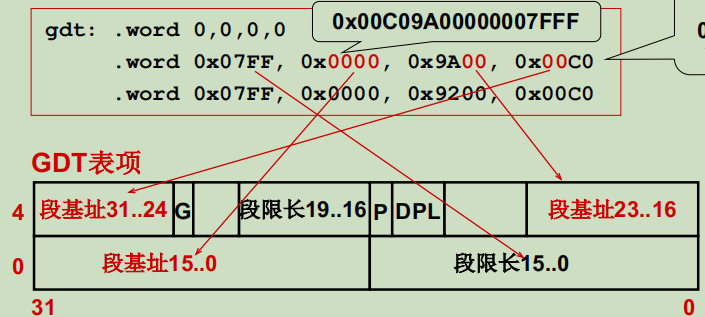 0x00C09A00000007FFF
gdt: .word 0,0,0,0
.word 0x07FF, 0x0000, 0x9A00, 0x00C0
.word 0x07FF, 0x0000, 0x9200, 0x00C0
0
GDT表项
4 段基址31..24 G 段限长19..16 P DPL 段基址23..16
0 段基址15..0 段限长15..0
31 0